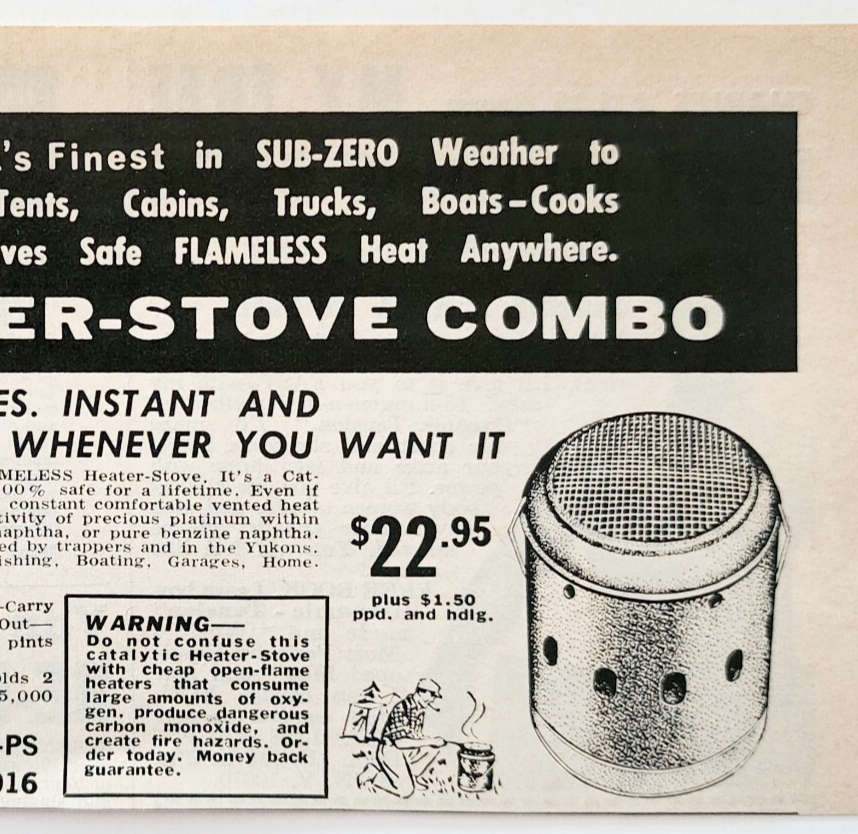 's Finest in SUB-ZERO Weather to
Tents, Cabins, Trucks, Boats–Cooks
ves Safe FLAMELESS Heat Anywhere.
ER-STOVE COMBO
ES. INSTANT AND
WHENEVER YOU WANT IT
MELESS Heater-Stove. It's a Cat-
00% safe for a lifetime. Even if
constant comfortable vented heat
tivity of precious platinum within
naphtha, or pure benzine naphtha.
ed by trappers and in the Yukons.
ishing, Boating, Garages, Home.
$22.95
plus $1.50
ppd. and hdlg.
-Carry
Out—
pints
olds 2
5,000
-PS
016
WARNING—
Do not confuse this
catalytic Heater-Stove
with cheap open-flame
heaters that consume
large amounts of oxy-
gen, produce dangerous
carbon monoxide, and
create fire hazards. Or-
der today. Money back
guarantee.